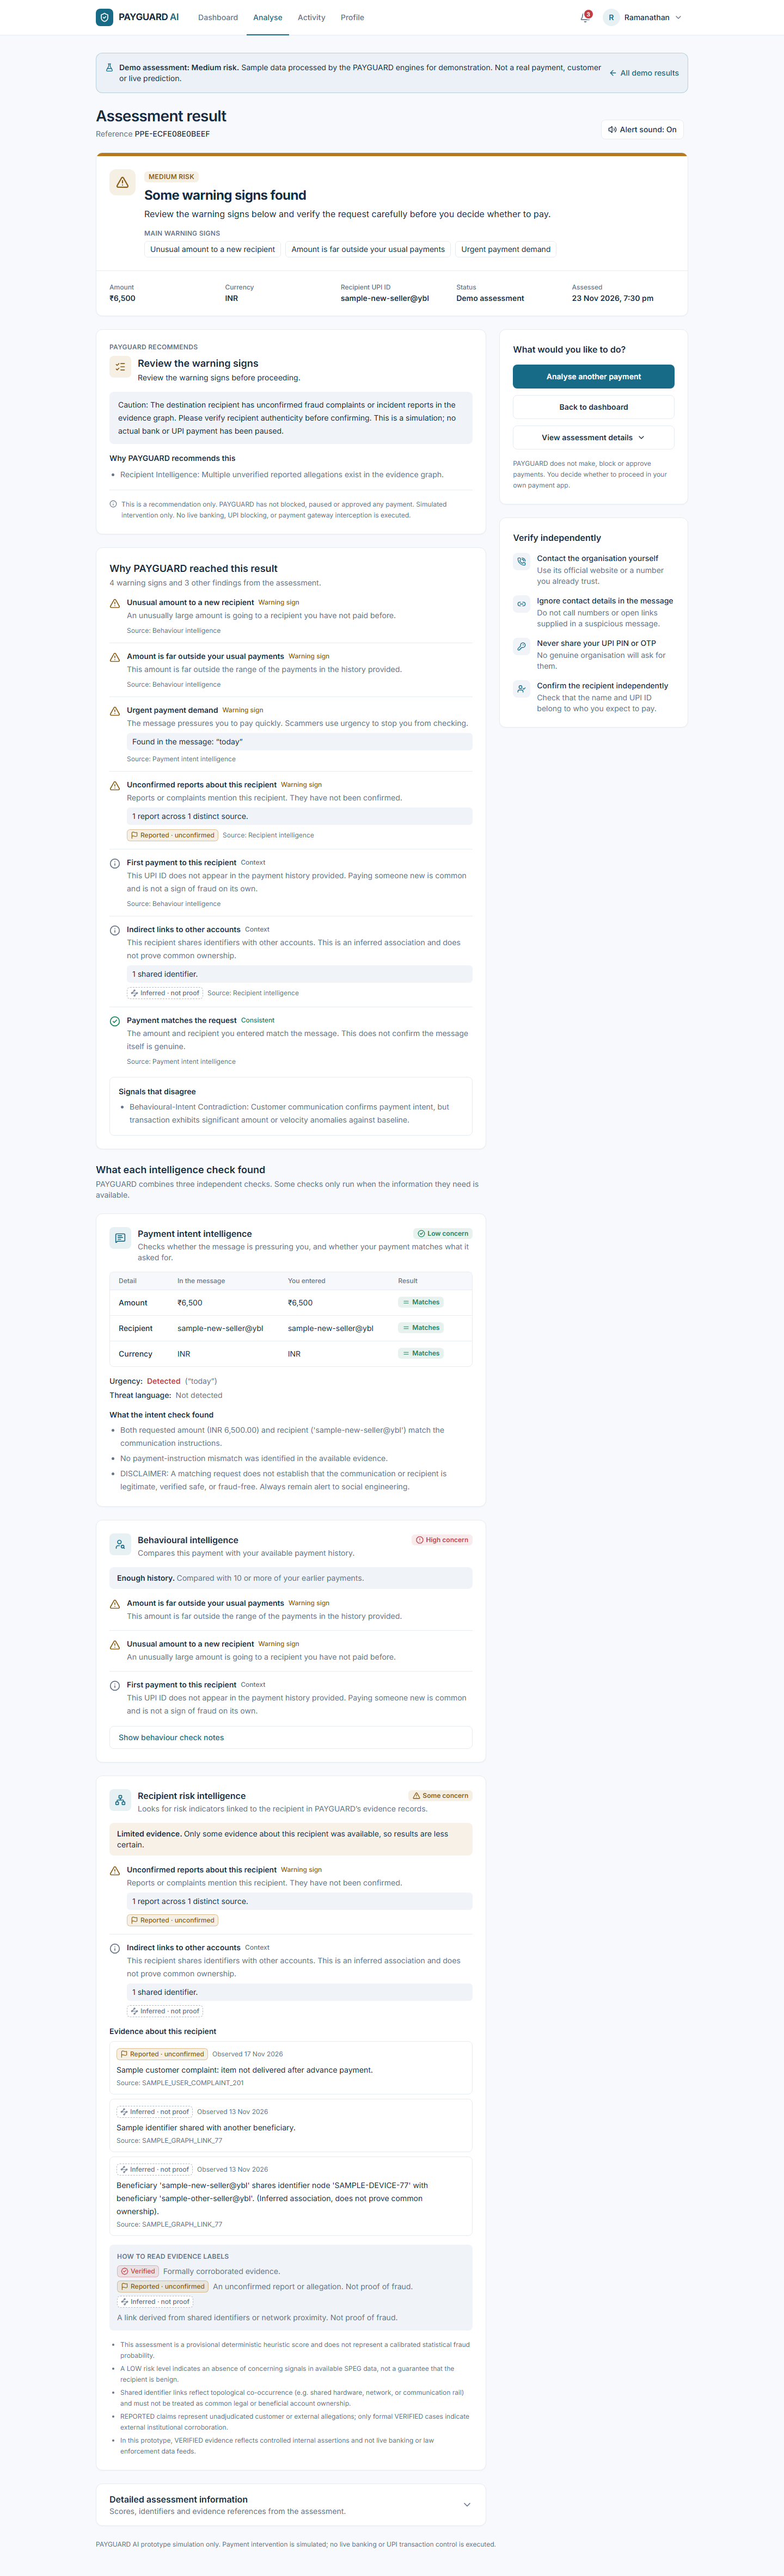 PAYGUARD AI
Dashboard
Analyse
Activity
Profile
3
R
Ramanathan
Demo assessment: Medium risk. Sample data processed by the PAYGUARD engines for demonstration. Not a real payment, customer
or live prediction.
All demo results
Assessment result
Reference PPE-ECFE08E0BEEF
Alert sound: On
MEDIUM RISK
Some warning signs found
Review the warning signs below and verify the request carefully before you decide whether to pay.
MAIN WARNING SIGNS
Unusual amount to a new recipient
Amount is far outside your usual payments
Urgent payment demand
Amount
₹6,500
Currency
INR
Recipient UPI ID
sample-new-seller@ybl
Status
Demo assessment
Assessed
23 Nov 2026, 7:30 pm
PAYGUARD RECOMMENDS
Review the warning signs
Review the warning signs before proceeding.
Caution: The destination recipient has unconfirmed fraud complaints or incident reports in the
evidence graph. Please verify recipient authenticity before confirming. This is a simulation; no
actual bank or UPI payment has been paused.
Why PAYGUARD recommends this
• Recipient Intelligence: Multiple unverified reported allegations exist in the evidence graph.
This is a recommendation only. PAYGUARD has not blocked, paused or approved any payment. Simulated
intervention only. No live banking, UPI blocking, or payment gateway interception is executed.
What would you like to do?
Analyse another payment
Back to dashboard
View assessment details
PAYGUARD does not make, block or approve
payments. You decide whether to proceed in your
own payment app.
Verify independently
Contact the organisation yourself
Use its official website or a number
you already trust.
Ignore contact details in the message
Do not call numbers or open links
supplied in a suspicious message.
Never share your UPI PIN or OTP
No genuine organisation will ask for
them.
Confirm the recipient independently
Check that the name and UPI ID
belong to who you expect to pay.
Why PAYGUARD reached this result
4 warning signs and 3 other findings from the assessment.
Unusual amount to a new recipient Warning sign
An unusually large amount is going to a recipient you have not paid before.
Source: Behaviour intelligence
Amount is far outside your usual payments Warning sign
This amount is far outside the range of the payments in the history provided.
Source: Behaviour intelligence
Urgent payment demand Warning sign
The message pressures you to pay quickly. Scammers use urgency to stop you from checking.
Found in the message: “today”
Source: Payment intent intelligence
Unconfirmed reports about this recipient Warning sign
Reports or complaints mention this recipient. They have not been confirmed.
1 report across 1 distinct source.
Reported · unconfirmed Source: Recipient intelligence
First payment to this recipient Context
This UPI ID does not appear in the payment history provided. Paying someone new is common
and is not a sign of fraud on its own.
Source: Behaviour intelligence
Indirect links to other accounts Context
This recipient shares identifiers with other accounts. This is an inferred association and does
not prove common ownership.
1 shared identifier.
Inferred · not proof Source: Recipient intelligence
Payment matches the request Consistent
The amount and recipient you entered match the message. This does not confirm the message
itself is genuine.
Source: Payment intent intelligence
Signals that disagree
• Behavioural-Intent Contradiction: Customer communication confirms payment intent, but
transaction exhibits significant amount or velocity anomalies against baseline.
What each intelligence check found
PAYGUARD combines three independent checks. Some checks only run when the information they need is
available.
Payment intent intelligence
Low concern
Checks whether the message is pressuring you, and whether your payment matches what it
asked for.
Detail In the message You entered Result
Amount ₹6,500 ₹6,500 Matches
Recipient sample-new-seller@ybl sample-new-seller@ybl Matches
Currency INR INR Matches
Urgency: Detected (“today”)
Threat language: Not detected
What the intent check found
• Both requested amount (INR 6,500.00) and recipient ('sample-new-seller@ybl') match the
communication instructions.
• No payment-instruction mismatch was identified in the available evidence.
• DISCLAIMER: A matching request does not establish that the communication or recipient is
legitimate, verified safe, or fraud-free. Always remain alert to social engineering.
Behavioural intelligence
High concern
Compares this payment with your available payment history.
Enough history. Compared with 10 or more of your earlier payments.
Amount is far outside your usual payments Warning sign
This amount is far outside the range of the payments in the history provided.
Unusual amount to a new recipient Warning sign
An unusually large amount is going to a recipient you have not paid before.
First payment to this recipient Context
This UPI ID does not appear in the payment history provided. Paying someone new is common
and is not a sign of fraud on its own.
Show behaviour check notes
Recipient risk intelligence
Some concern
Looks for risk indicators linked to the recipient in PAYGUARD's evidence records.
Limited evidence. Only some evidence about this recipient was available, so results are less
certain.
Unconfirmed reports about this recipient Warning sign
Reports or complaints mention this recipient. They have not been confirmed.
1 report across 1 distinct source.
Reported · unconfirmed
Indirect links to other accounts Context
This recipient shares identifiers with other accounts. This is an inferred association and does
not prove common ownership.
1 shared identifier.
Inferred · not proof
Evidence about this recipient
Reported · unconfirmed Observed 17 Nov 2026
Sample customer complaint: item not delivered after advance payment.
Source: SAMPLE_USER_COMPLAINT_201
Inferred · not proof Observed 13 Nov 2026
Sample identifier shared with another beneficiary.
Source: SAMPLE_GRAPH_LINK_77
Inferred · not proof Observed 13 Nov 2026
Beneficiary 'sample-new-seller@ybl' shares identifier node 'SAMPLE-DEVICE-77' with
beneficiary 'sample-other-seller@ybl'. (Inferred association, does not prove common
ownership).
Source: SAMPLE_GRAPH_LINK_77
HOW TO READ EVIDENCE LABELS
Verified Formally corroborated evidence.
Reported · unconfirmed An unconfirmed report or allegation. Not proof of fraud.
Inferred · not proof
A link derived from shared identifiers or network proximity. Not proof of fraud.
• This assessment is a provisional deterministic heuristic score and does not represent a calibrated statistical fraud
probability.
• A LOW risk level indicates an absence of concerning signals in available SPEG data, not a guarantee that the
recipient is benign.
• Shared identifier links reflect topological co-occurrence (e.g. shared hardware, network, or communication rail)
and must not be treated as common legal or beneficial account ownership.
• REPORTED claims represent unadjudicated customer or external allegations; only formal VERIFIED cases indicate
external institutional corroboration.
• In this prototype, VERIFIED evidence reflects controlled internal assertions and not live banking or law
enforcement data feeds.
Detailed assessment information
Scores, identifiers and evidence references from the assessment.
PAYGUARD AI prototype simulation only. Payment intervention is simulated; no live banking or UPI transaction control is executed.